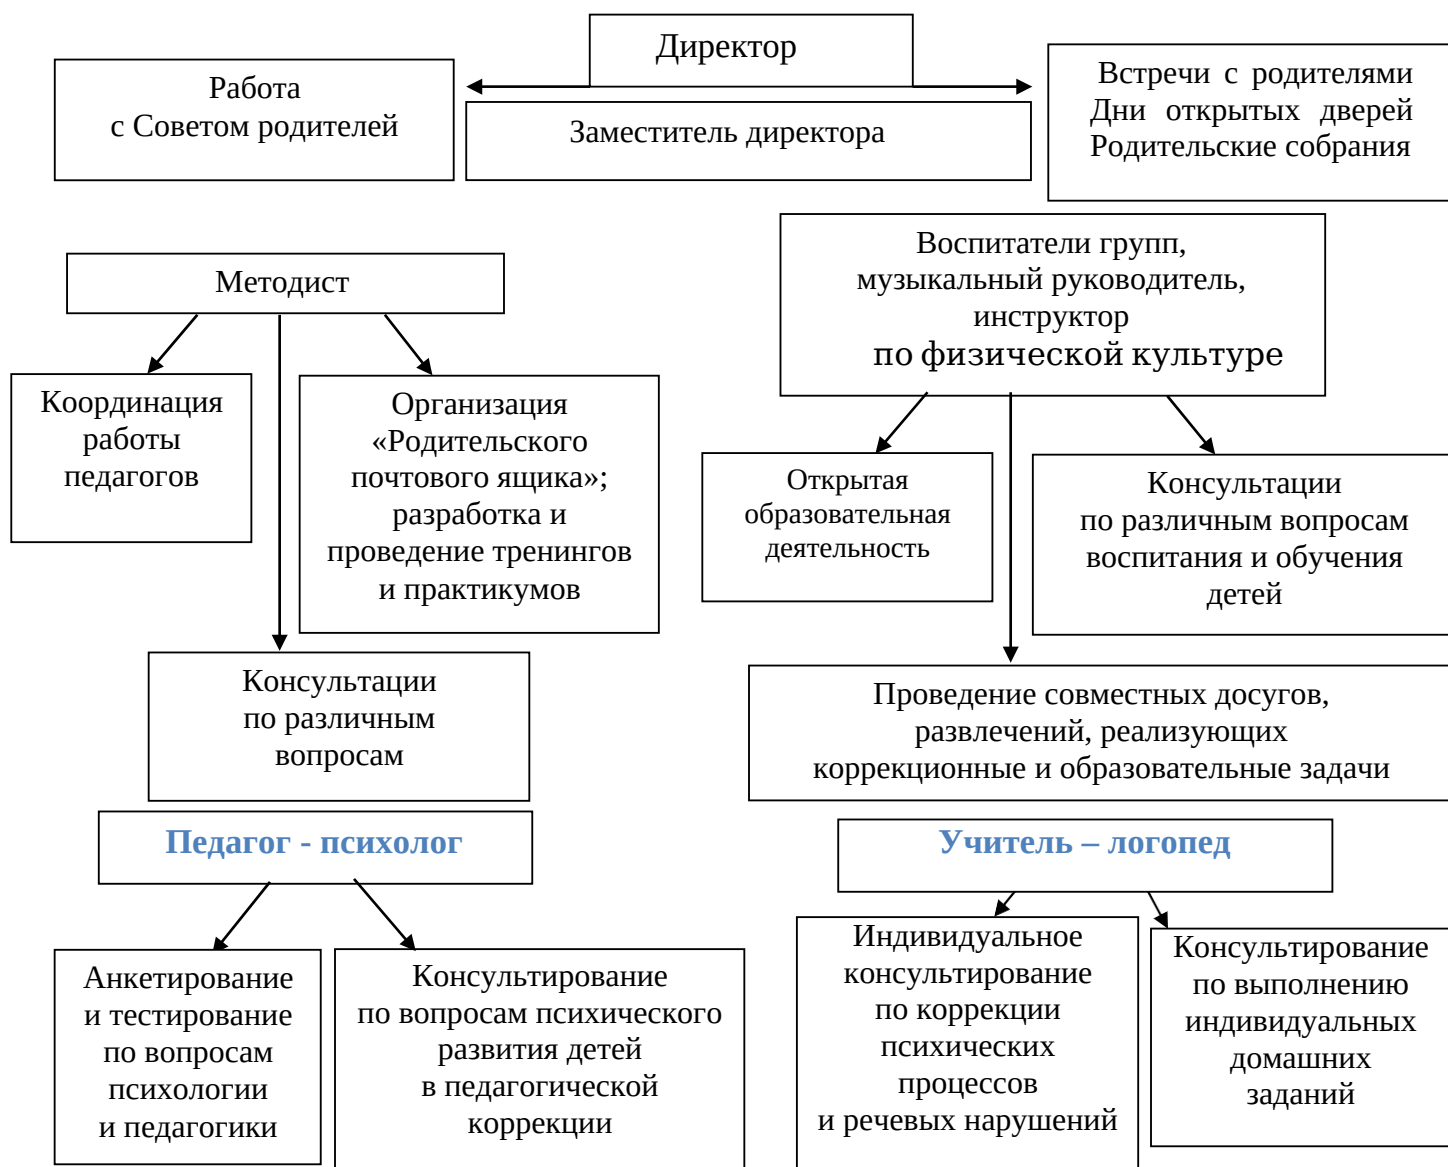 Директор
Работа
с Советом родителей
Заместитель директора
Встречи с родителями
Дни открытых дверей
Родительские собрания
Методист
Воспитатели групп,
музыкальный руководитель,
инструктор
по физической культуре
Координация
работы
педагогов
Организация
«Родительского
почтового ящика»;
разработка и
проведение тренингов
и практикумов
Открытая
образовательная
деятельность
Консультации
по различным вопросам
воспитания и обучения
детей
Консультации
по различным
вопросам
Проведение совместных досугов,
развлечений, реализующих
коррекционные и образовательные задачи
Педагог - психолог
Учитель – логопед
Анкетирование
и тестирование
по вопросам
психологии
и педагогики
Консультирование
по вопросам психического
развития детей
в педагогической
коррекции
Индивидуальное
консультирование
по коррекции
психических
процессов
и речевых нарушений
Консультирование
по выполнению
индивидуальных
домашних
заданий